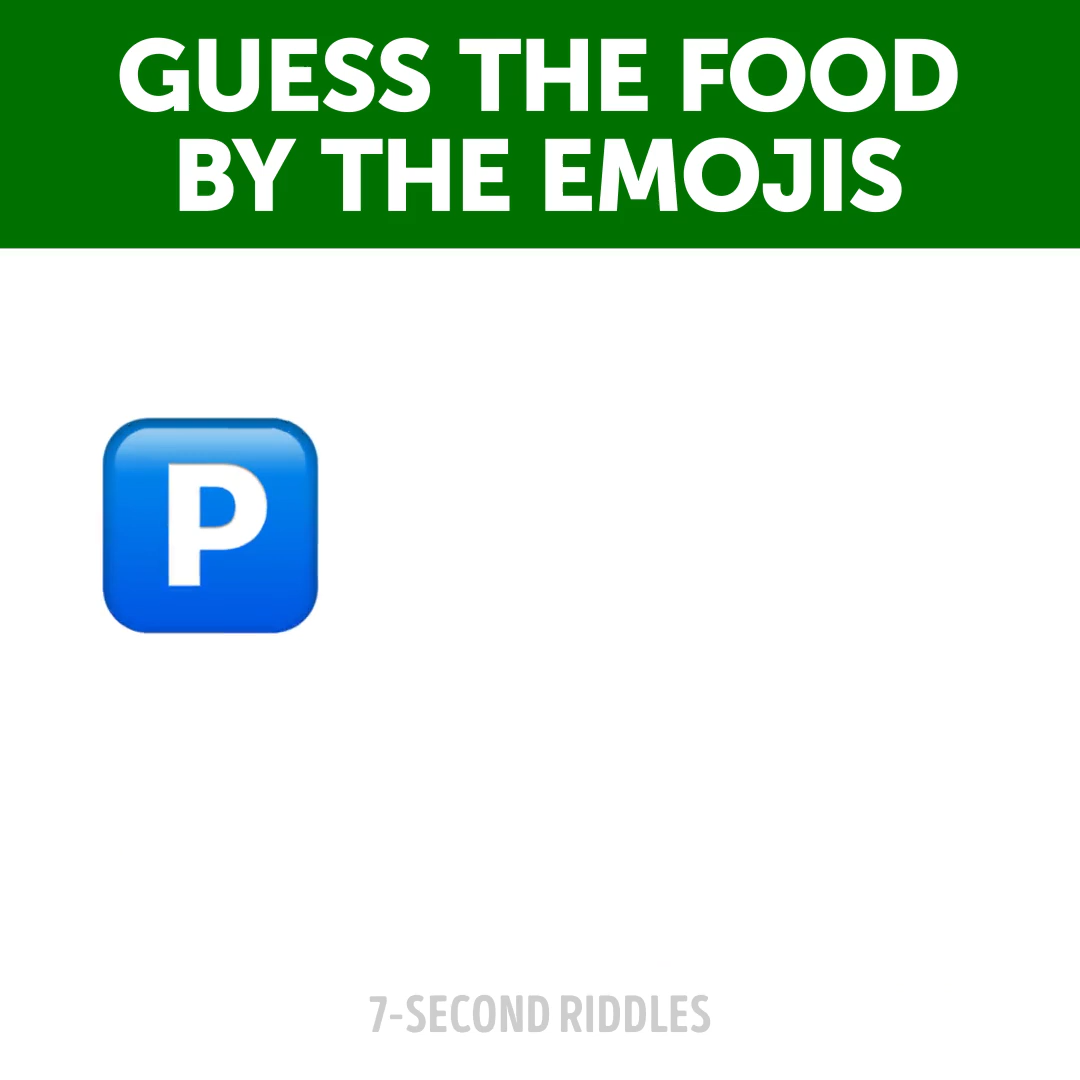 GUESS THE FOOD
BY THE EMOJIS
P
7-SECOND RIDDLES